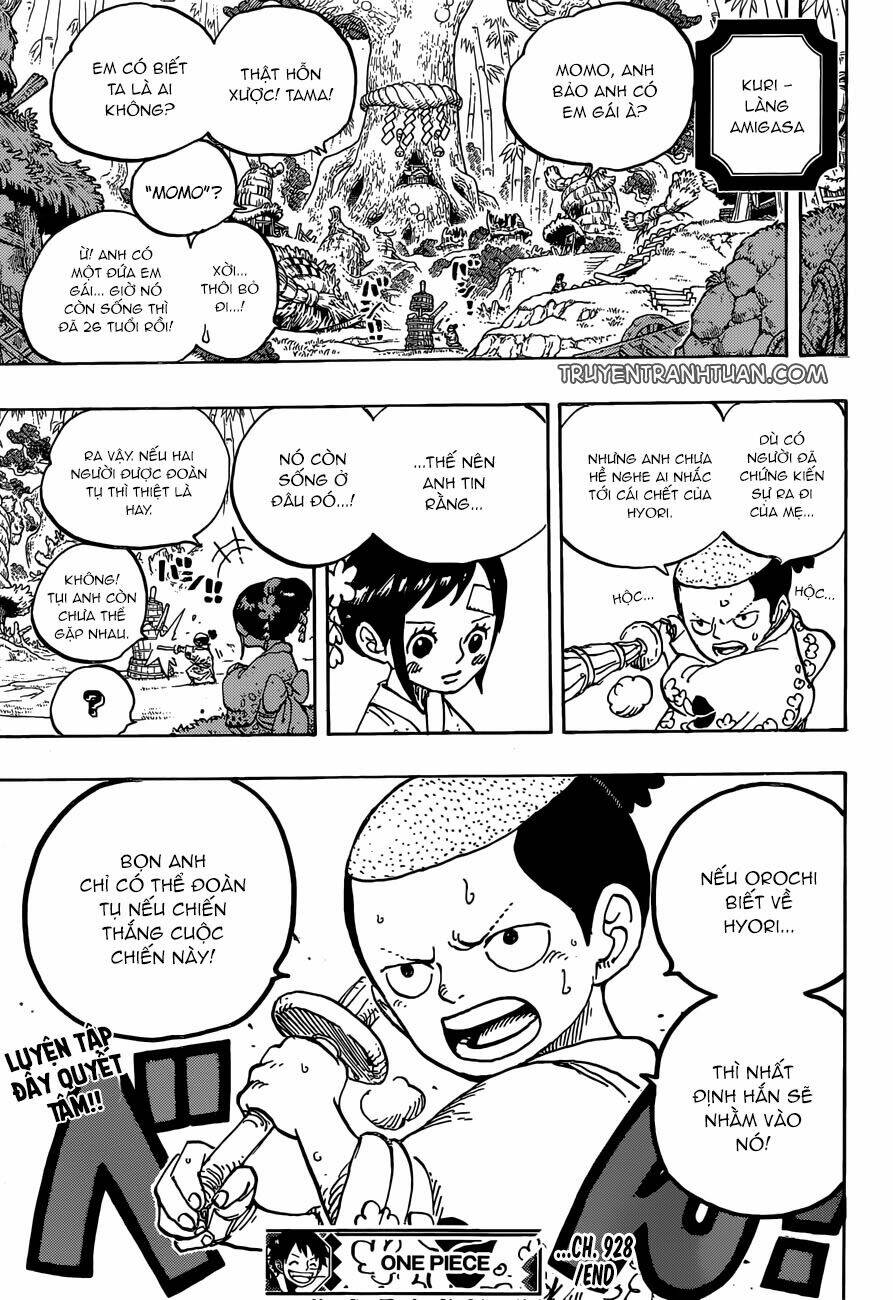 KURI -
LÀNG
AMIGASA
MOMO, ANH
BẢO ANH CÓ
EM GÁI À?
THẬT HỖN
XƯỢC! TAMA!
EM CÓ BIẾT
TA LÀ AI
KHÔNG?
"MOMO"?
XỜI...
THÔI BỎ
ĐI...!
Ừ! ANH CÓ
MỘT ĐỨA EM
GÁI... GIỜ NÓ
CÒN SỐNG THÌ
ĐÃ 26 TUỔI RỒI!
TRUYENTRANHTUAN.COM
DÙ CÓ
NGƯỜI ĐÃ
CHỨNG KIẾN
SỰ RA ĐI
CỦA MẸ...
NHƯNG ANH CHƯA
HỀ NGHE AI NHẮC
TỚI CÁI CHẾT CỦA
HYORI.
HỘC...
HỘC...
...THẾ NÊN
ANH TIN
RẰNG...
NÓ CÒN
SỐNG Ở
ĐÂU ĐÓ...!
RA VẬY. NẾU HAI
NGƯỜI ĐƯỢC ĐOÀN
TỤ THÌ THIỆT LÀ
HAY.
KHÔNG!
TỤI ANH CÒN
CHƯA THỂ
GẶP NHAU.
?
NẾU OROCHI
BIẾT VỀ
HYORI...
THÌ NHẤT
ĐỊNH HẮN SẼ
NHẰM VÀO
NÓ!
BỌN ANH
CHỈ CÓ THỂ ĐOÀN
TỤ NẾU CHIẾN
THẮNG CUỘC
CHIẾN NÀY!
LUYỆN TẬP
ĐẦY QUYẾT
TÂM!!
ONE PIECE
...CH. 928
/END